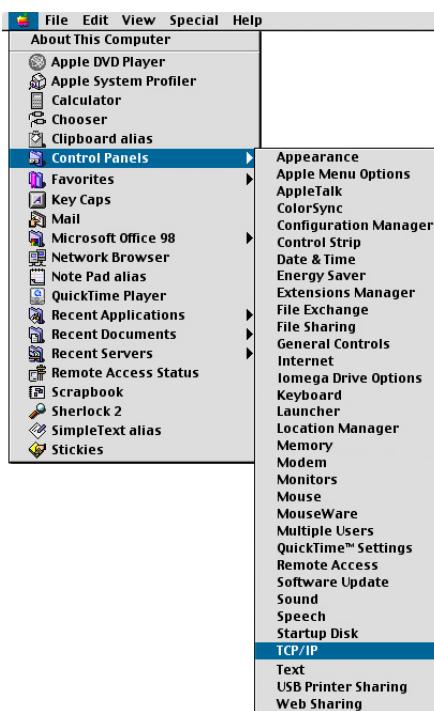 File Edit View Special Help
About This Computer
Apple DVD Player
Apple System Profiler
Calculator
Chooser
Clipboard alias
Control Panels
Favorites
Key Caps
Mail
Microsoft Office 98
Network Browser
Note Pad alias
QuickTime Player
Recent Applications
Recent Documents
Recent Servers
Remote Access Status
Scrapbook
Sherlock 2
SimpleText alias
Stickies
Appearance
Apple Menu Options
AppleTalk
ColorSync
Configuration Manager
Control Strip
Date & Time
Energy Saver
Extensions Manager
File Exchange
File Sharing
General Controls
Internet
Iomega Drive Options
Keyboard
Launcher
Location Manager
Memory
Modem
Monitors
Mouse
MouseWare
Multiple Users
QuickTime™ Settings
Remote Access
Software Update
Sound
Speech
Startup Disk
TCP/IP
Text
USB Printer Sharing
Web Sharing